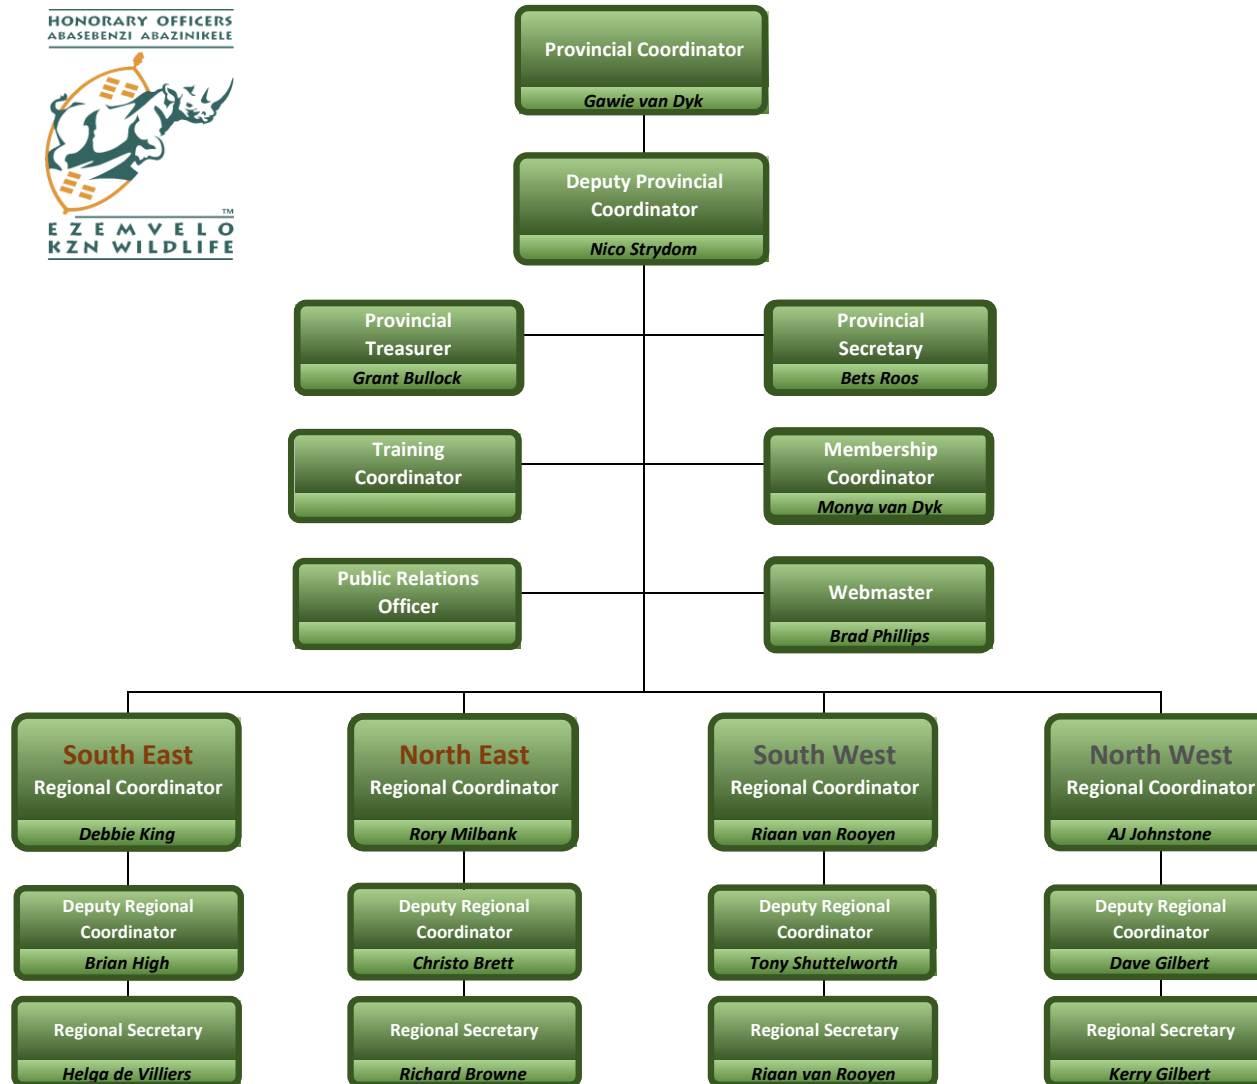 HONORARY OFFICERS
ABASEBENZI ABAZINIKELE
TM
EZEMVELO
KZN WILDLIFE
Provincial Coordinator
Gawie van Dyk
Deputy Provincial
Coordinator
Nico Strydom
Provincial
Treasurer
Grant Bullock
Provincial
Secretary
Bets Roos
Training
Coordinator
Membership
Coordinator
Monya van Dyk
Public Relations
Officer
Webmaster
Brad Phillips
South East
Regional Coordinator
Debbie King
North East
Regional Coordinator
Rory Milbank
South West
Regional Coordinator
Riaan van Rooyen
North West
Regional Coordinator
AJ Johnstone
Deputy Regional
Coordinator
Brian High
Deputy Regional
Coordinator
Christo Brett
Deputy Regional
Coordinator
Tony Shuttelworth
Deputy Regional
Coordinator
Dave Gilbert
Regional Secretary
Helga de Villiers
Regional Secretary
Richard Browne
Regional Secretary
Riaan van Rooyen
Regional Secretary
Kerry Gilbert